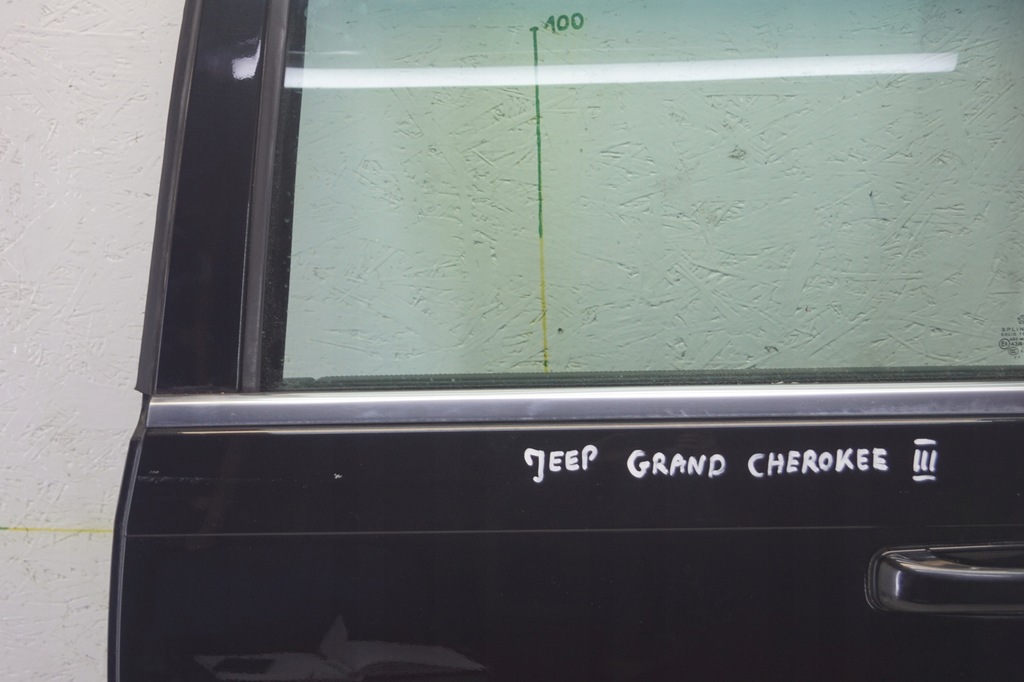 100
JEEP GRAND CHEROKEE III